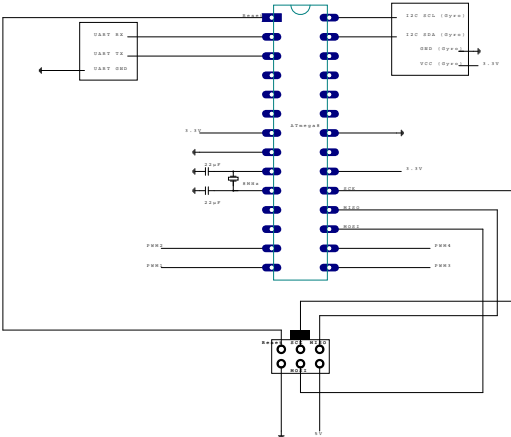 Reset
I2C SCL (Gyro)
UART RX
I2C SDA (Gyro)
GND (Gyro)
UART TX
VCC (Gyro)
3.3V
UART GND
ATmega8
3.3V
22pF
3.3V
8MHz
SCK
22pF
MISO
MOSI
PWM2
PWM4
PWM1
PWM3
Reset
SCK
MISO
MOSI